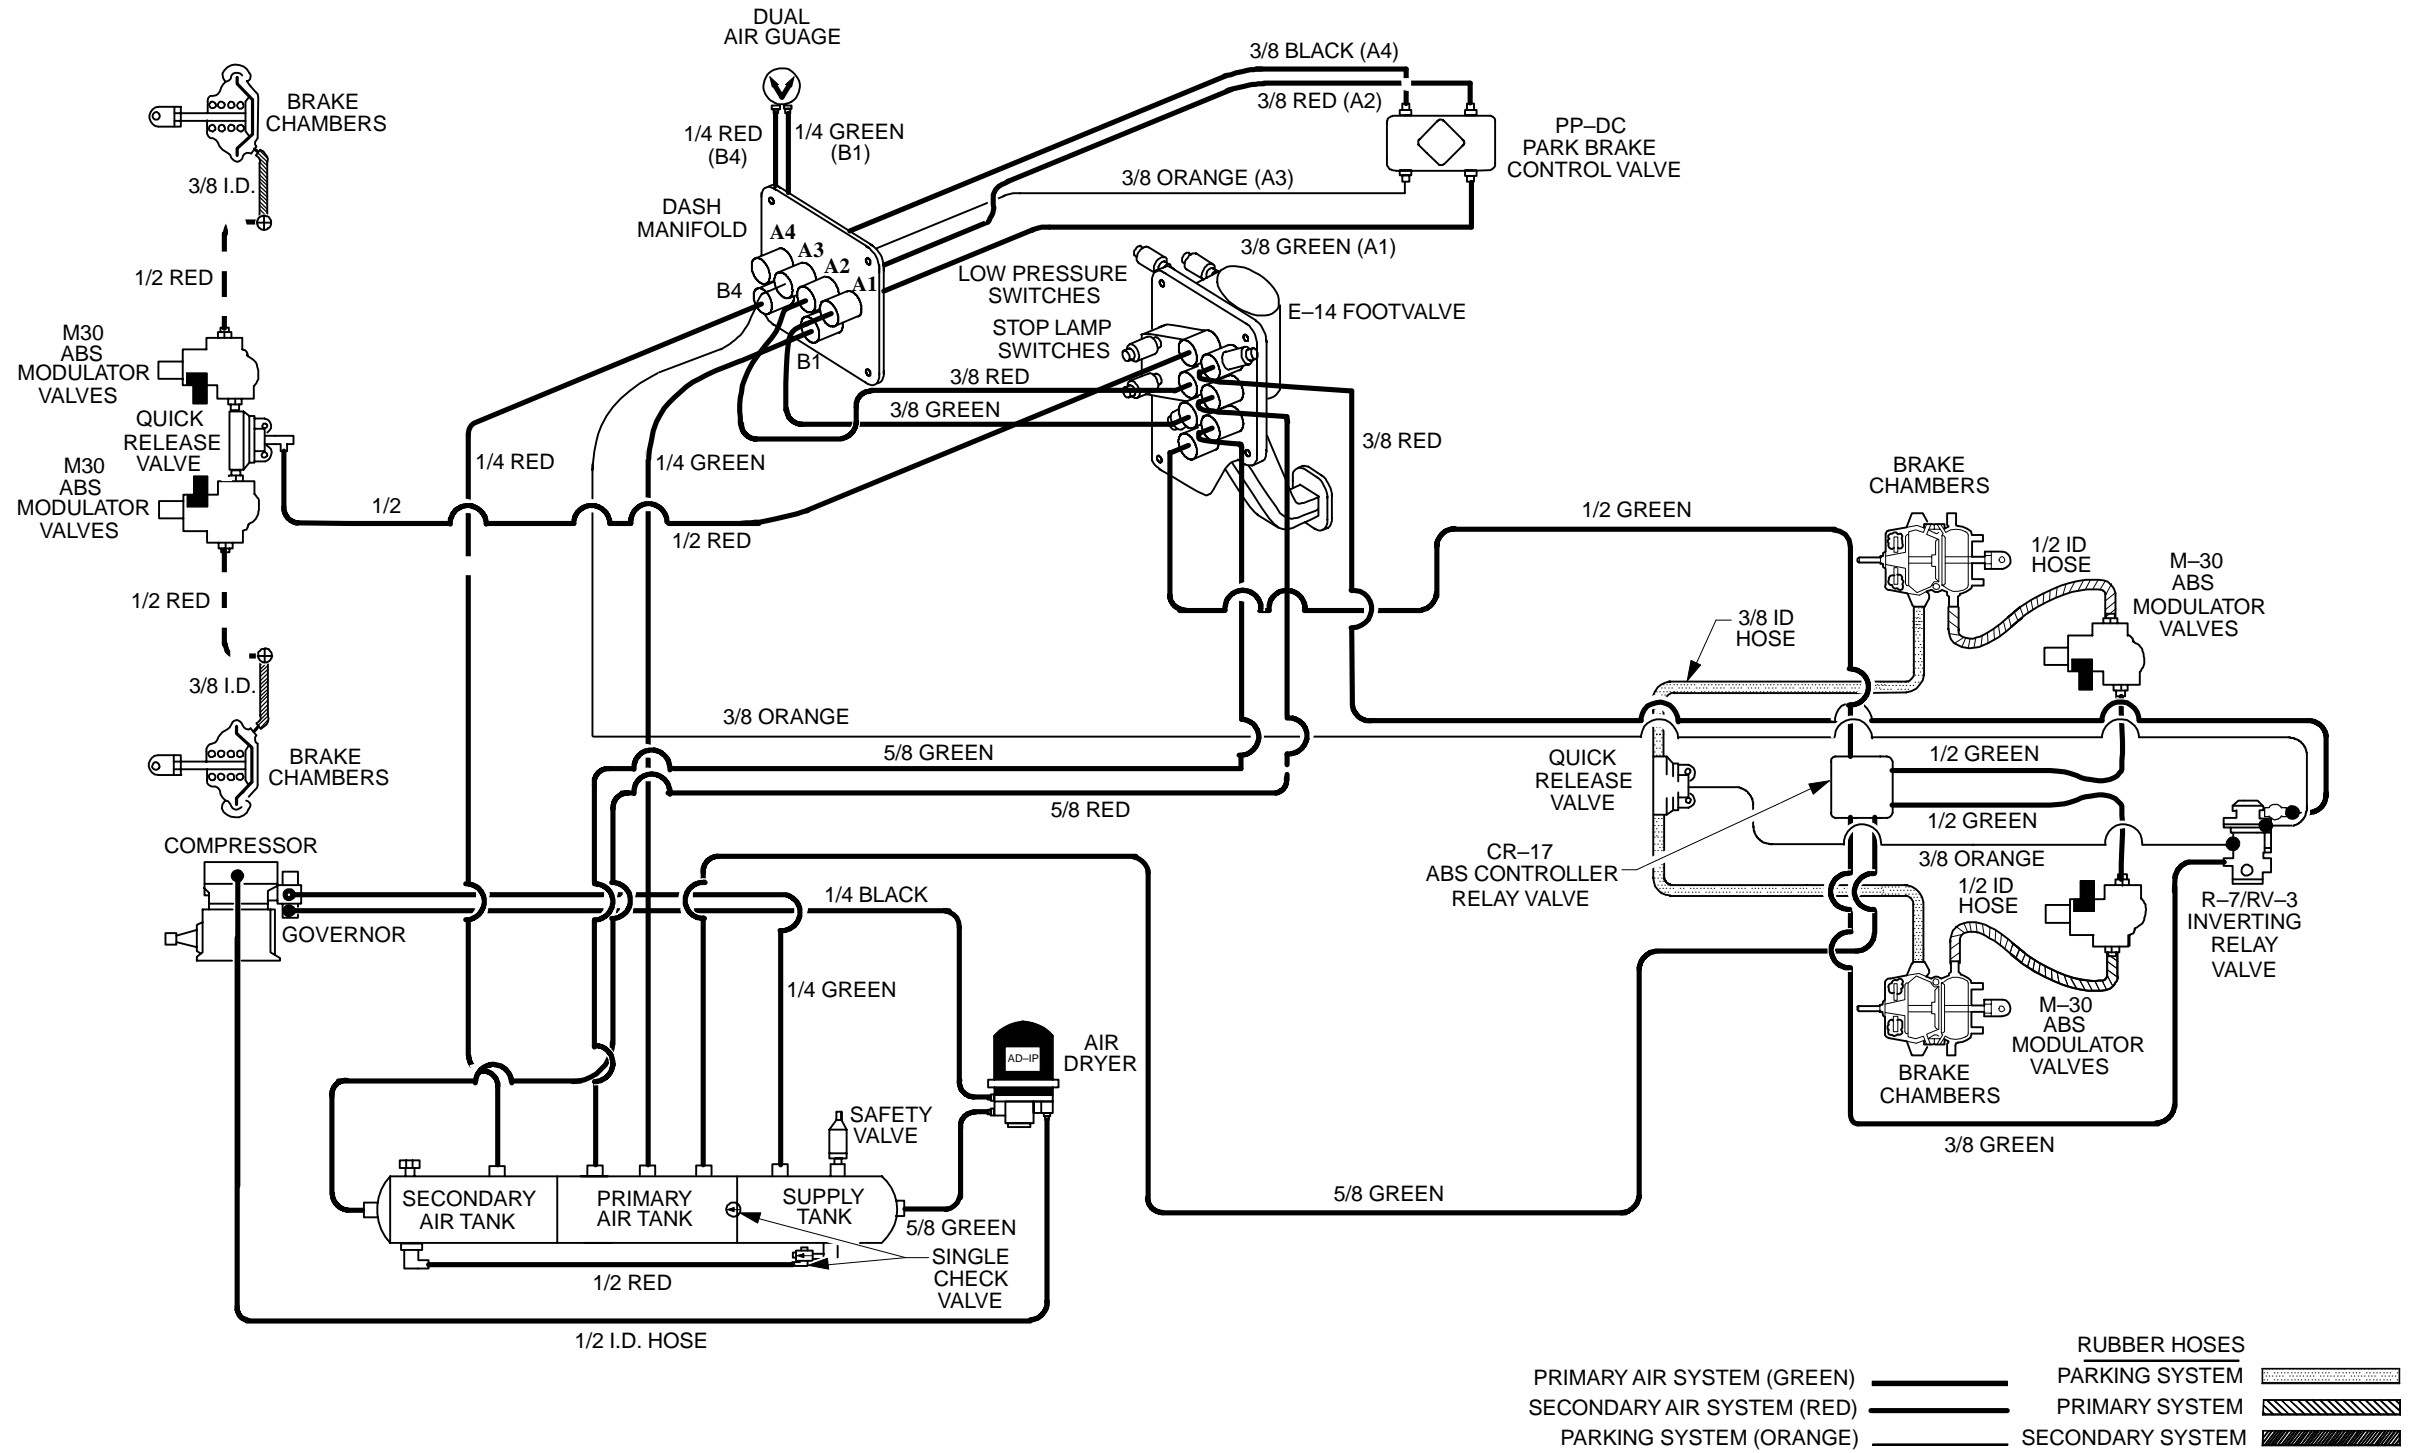 DUAL
AIR GUAGE
3/8 BLACK (A4)
3/8 RED (A2)
BRAKE
CHAMBERS
1/4 RED
(B4)
1/4 GREEN
(B1)
PP–DC
PARK BRAKE
CONTROL VALVE
3/8 I.D.
3/8 ORANGE (A3)
DASH
MANIFOLD
A4
A3
A2
A1
B4
B1
3/8 GREEN (A1)
1/2 RED
LOW PRESSURE
SWITCHES
E–14 FOOTVALVE
STOP LAMP
SWITCHES
M30
ABS
MODULATOR
VALVES
QUICK
RELEASE
VALVE
M30
ABS
MODULATOR
VALVES
3/8 RED
3/8 GREEN
3/8 RED
1/4 RED
1/4 GREEN
1/2
1/2 RED
1/2 GREEN
BRAKE
CHAMBERS
1/2 ID
HOSE
M–30
ABS
MODULATOR
VALVES
1/2 RED
3/8 ID
HOSE
3/8 I.D.
3/8 ORANGE
5/8 GREEN
5/8 RED
BRAKE
CHAMBERS
QUICK
RELEASE
VALVE
1/2 GREEN
1/2 GREEN
COMPRESSOR
CR–17
ABS CONTROLLER
RELAY VALVE
3/8 ORANGE
1/2 ID
HOSE
R–7/RV–3
INVERTING
RELAY
VALVE
1/4 BLACK
GOVERNOR
1/4 GREEN
AD–IP
AIR
DRYER
M–30
ABS
MODULATOR
VALVES
BRAKE
CHAMBERS
SAFETY
VALVE
3/8 GREEN
SECONDARY
AIR TANK
PRIMARY
AIR TANK
SUPPLY
TANK
5/8 GREEN
5/8 GREEN
SINGLE
CHECK
VALVE
1/2 RED
1/2 I.D. HOSE
RUBBER HOSES
PRIMARY AIR SYSTEM (GREEN)
PARKING SYSTEM
SECONDARY AIR SYSTEM (RED)
PRIMARY SYSTEM
PARKING SYSTEM (ORANGE)
SECONDARY SYSTEM